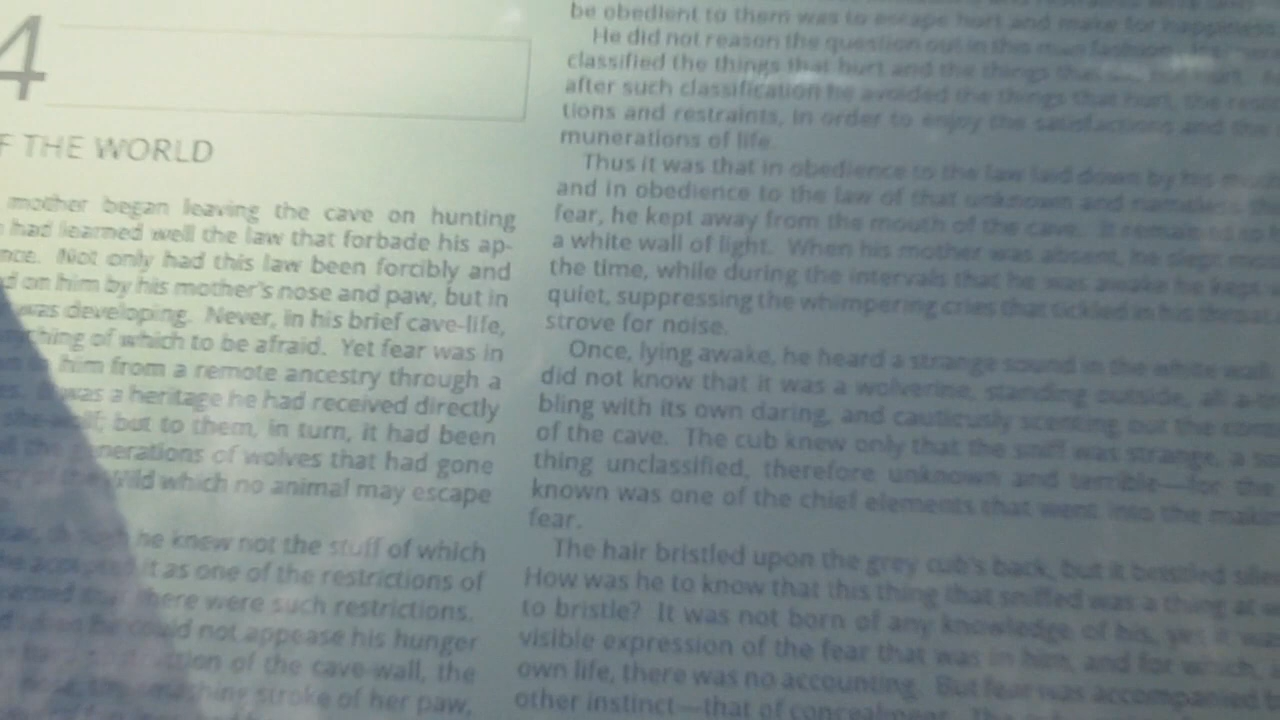 4
F THE WORLD
mother began leaving the cave on hunting
had learned well the law that forbade his ap-
nce. Not only had this law been forcibly and
on him by his mother's nose and paw, but in
was developing. Never, in his brief cave-life,
thing of which to be afraid. Yet fear was in
him from a remote ancestry through a
was a heritage he had received directly
but to them, in turn, it had been
nerations of wolves that had gone
Wild which no animal may escape
he knew not the stuff of which
it as one of the restrictions of
there were such restrictions.
could not appease his hunger
tion of the cave-wall, the
stroke of her paw,
be obedient to them was to escape hurt and make for happiness
He did not reason the question out in this man fashion.
classified the things that hurt and the things that
after such classification he avoided the things that hurt, the
tions and restraints, in order to enjoy the satisfactions and the
munerations of life.
Thus it was that in obedience to the law laid down by his
and in obedience to the law of that unknown and nameless
fear, he kept away from the mouth of the cave. It remained
a white wall of light. When his mother was absent, he slept
the time, while during the intervals that he was awake he kept
quiet, suppressing the whimpering cries that tickled in his throat
strove for noise.
Once, lying awake, he heard a strange sound in the white wall.
did not know that it was a wolverine, standing outside, all
bling with its own daring, and cautiously scenting out the
of the cave. The cub knew only that the sniff was strange, a
thing unclassified, therefore unknown and terrible—for the
known was one of the chief elements that went into the
fear.
The hair bristled upon the grey cub's back, but it bristled
How was he to know that this thing that sniffed was a thing at
to bristle? It was not born of any knowledge of his, yet it was
visible expression of the fear that was in him, and for which,
own life, there was no accounting. But fear was accompanied
other instinct—that of concealment.